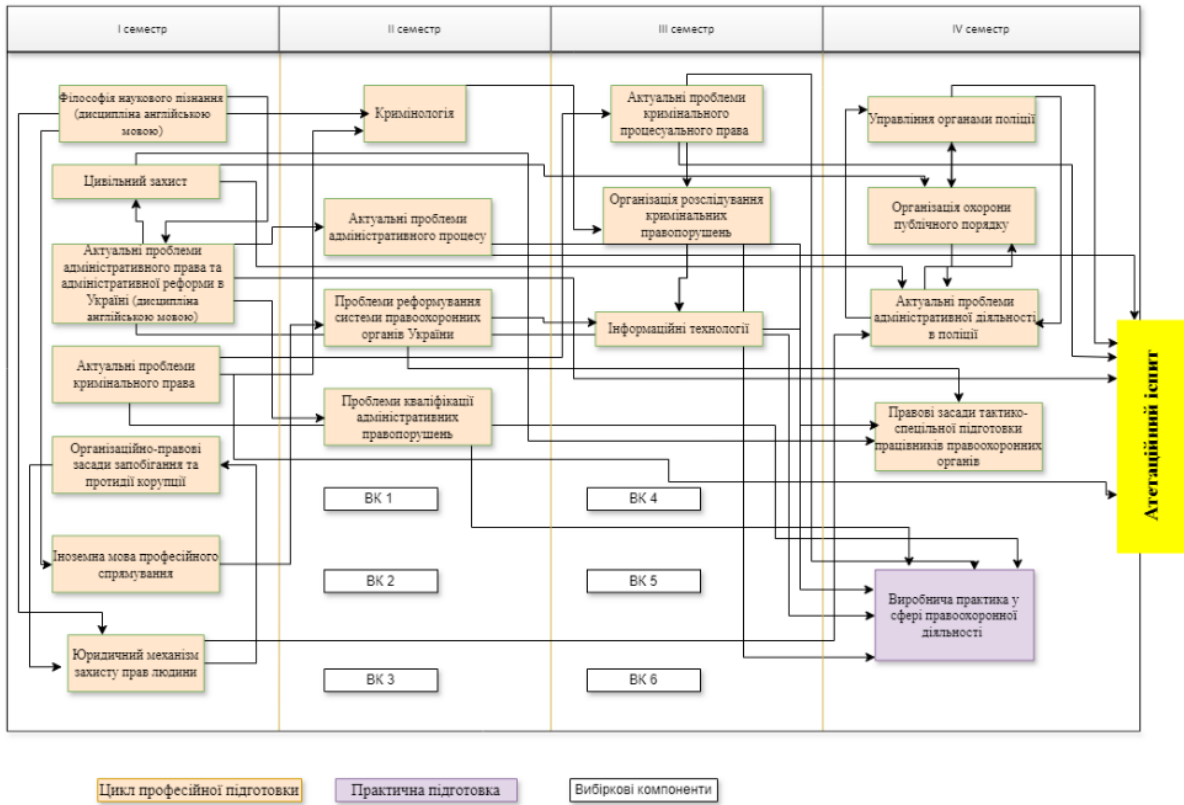 I семестр
II семестр
III семестр
IV семестр
Філософія наукового пізнання
(дисципліна англійською
мовою)
Цивільний захист
Актуальні проблеми
адміністративного права та
адміністративної реформи в
Україні (дисципліна
англійською мовою)
Актуальні проблеми
кримінального права
Організаційно-правові
засади запобігання та
протидії корупції
Іноземна мова професійного
спрямування
Юридичний механізм
захисту прав людини
Кримінологія
Актуальні проблеми
адміністративного процесу
Проблеми реформування
системи правоохоронних
органів України
Проблеми кваліфікації
адміністративних
правопорушень
ВК 1
ВК 2
ВК 3
Актуальні проблеми
кримінального
процесуального права
Організація розслідування
кримінальних
правопорушень
Інформаційні технології
ВК 4
ВК 5
ВК 6
Управління органами поліції
Організація охорони
публічного порядку
Актуальні проблеми
адміністративної діяльності
в поліції
Правові засади тактико-
спецільної підготовки
працівників правоохоронних
органів
Виробнича практика у
сфері правоохоронної
діяльності
Атегаційний іспит
Цикл професійної підготовки
Практична підготовка
Вибіркові компоненти